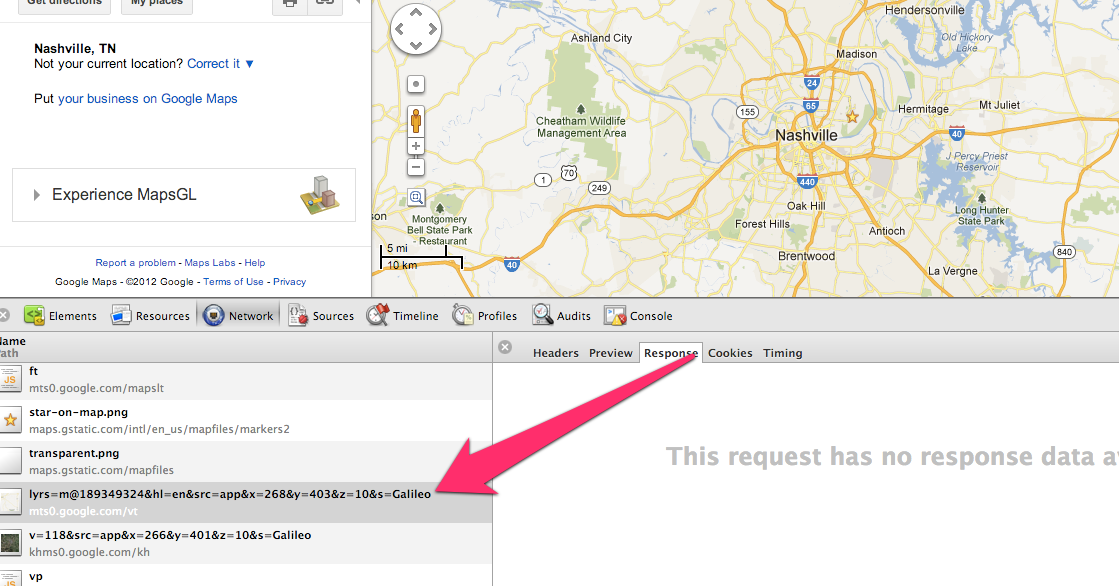 Get directions
My places
Nashville, TN
Not your current location? Correct it ▼
Put your business on Google Maps
Experience MapsGL
Report a problem - Maps Labs - Help
Google Maps - ©2012 Google - Terms of Use - Privacy
Hendersonville
Old Hickory
Lake
Ashland City
Madison
24
65
155
Hermitage
Mt Juliet
Cheatham Wildlife
Management Area
Nashville
40
J Percy Priest
Reservoir
70
1
249
440
Oak Hill
Long Hunter
State Park
son
Montgomery
Bell State Park
- Restaurant
Forest Hills
Antioch
5 mi
10 km
40
Brentwood
840
La Vergne
Elements
Resources
Network
Sources
Timeline
Profiles
Audits
Console
Name
Path
Headers
Preview
Response
Cookies
Timing
JS
ft
mts0.google.com/mapslt
star-on-map.png
maps.gstatic.com/intl/en_us/mapfiles/markers2
transparent.png
maps.gstatic.com/mapfiles
lyrs=m@189349324&hl=en&src=app&x=268&y=403&z=10&s=Galileo
mts0.google.com/vt
v=118&src=app&x=266&y=401&z=10&s=Galileo
khms0.google.com/kh
JS
vp
This request has no response data av